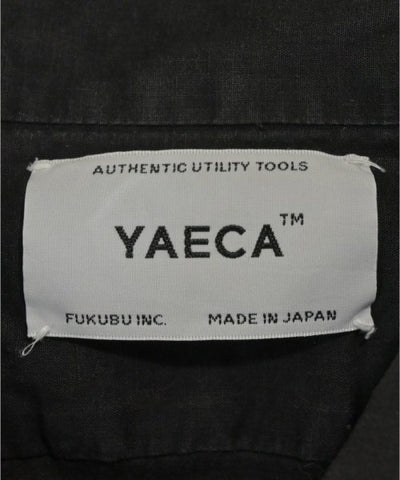 AUTHENTIC UTILITY TOOLS
YAECA™
FUKUBU INC. MADE IN JAPAN